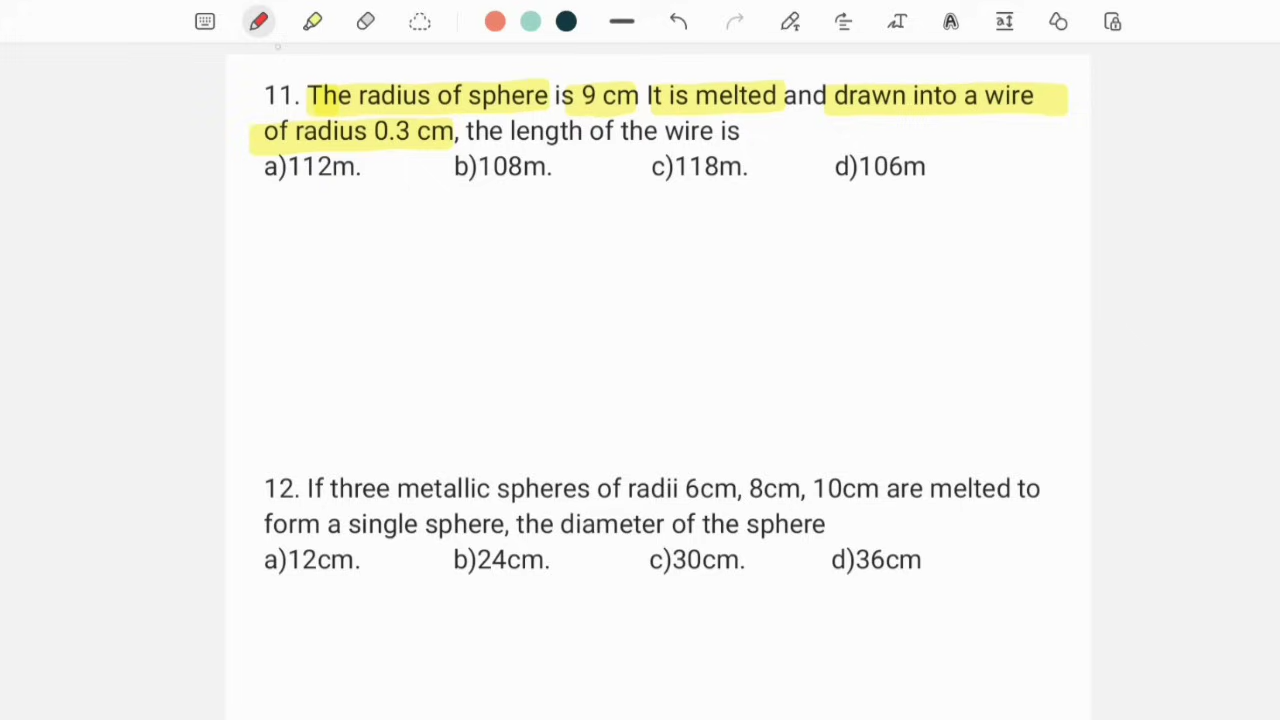 11. The radius of sphere is 9 cm It is melted and drawn into a wire
of radius 0.3 cm, the length of the wire is
a)112m. b)108m. c)118m. d)106m
12. If three metallic spheres of radii 6cm, 8cm, 10cm are melted to
form a single sphere, the diameter of the sphere
a)12cm. b)24cm. c)30cm. d)36cm